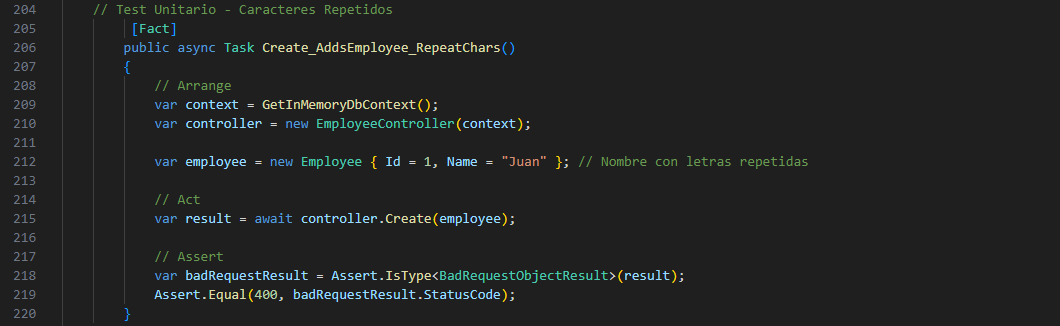 204 // Test Unitario - Caracteres Repetidos
205 [Fact]
206 public async Task Create_AddsEmployee_RepeatChars()
207 {
208 // Arrange
209 var context = GetInMemoryDbContext();
210 var controller = new EmployeeController(context);
211
212 var employee = new Employee { Id = 1, Name = "Juan" }; // Nombre con letras repetidas
213
214 // Act
215 var result = await controller.Create(employee);
216
217 // Assert
218 var badRequestResult = Assert.IsType<BadRequestObjectResult>(result);
219 Assert.Equal(400, badRequestResult.StatusCode);
220 }